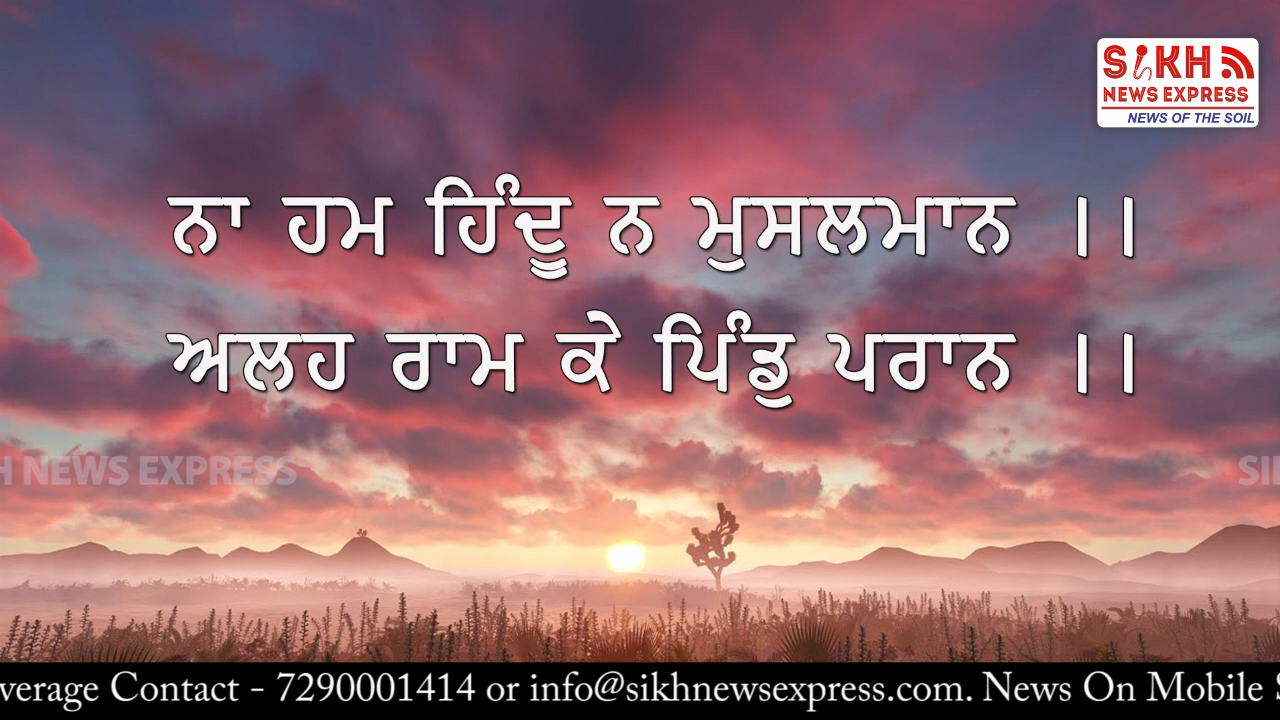 SIKH
NEWS EXPRESS
NEWS OF THE SOIL
ਨਾ ਹਮ ਹਿੰਦੂ ਨ ਮੁਸਲਮਾਨ ।।
ਅਲਹ ਰਾਮ ਕੇ ਪਿੰਡੁ ਪਰਾਨ ।।
H NEWS EXPRESS
SI
verage Contact - 7290001414 or info@sikhnewsexpress.com. News On Mobile S